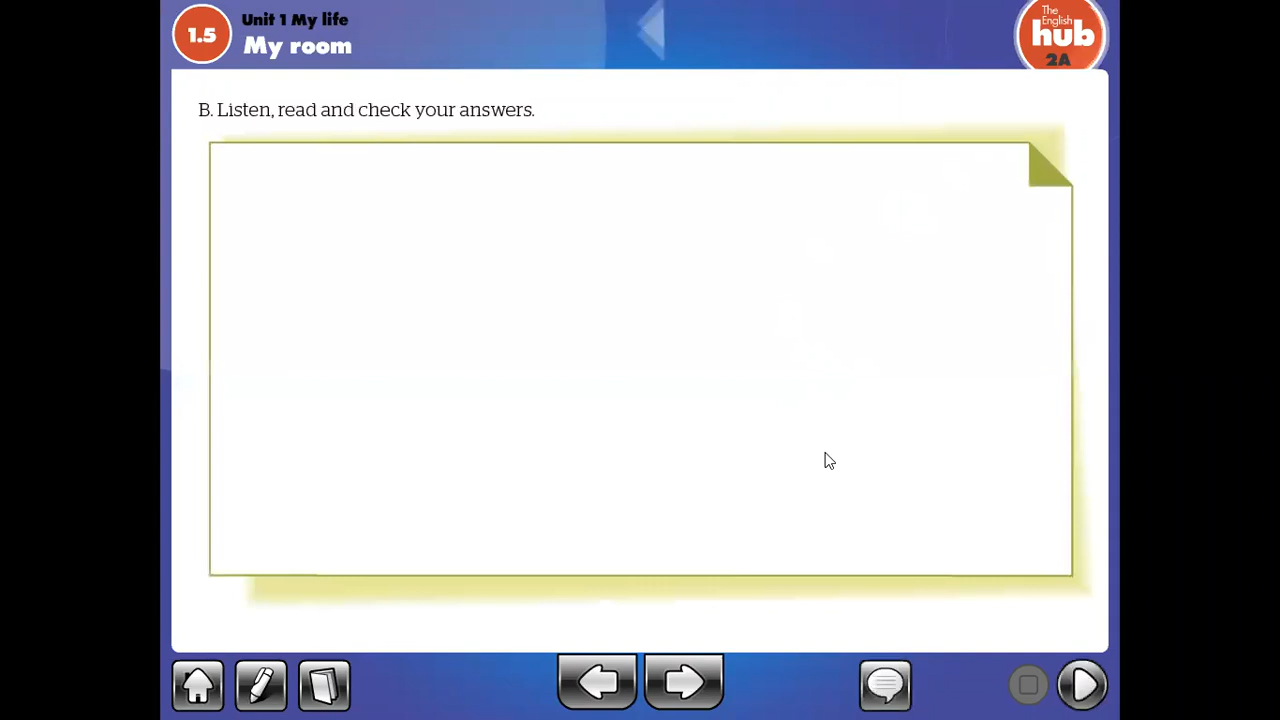 1.5
Unit 1 My life
My room
The
English
hub
2A
B. Listen, read and check your answers.